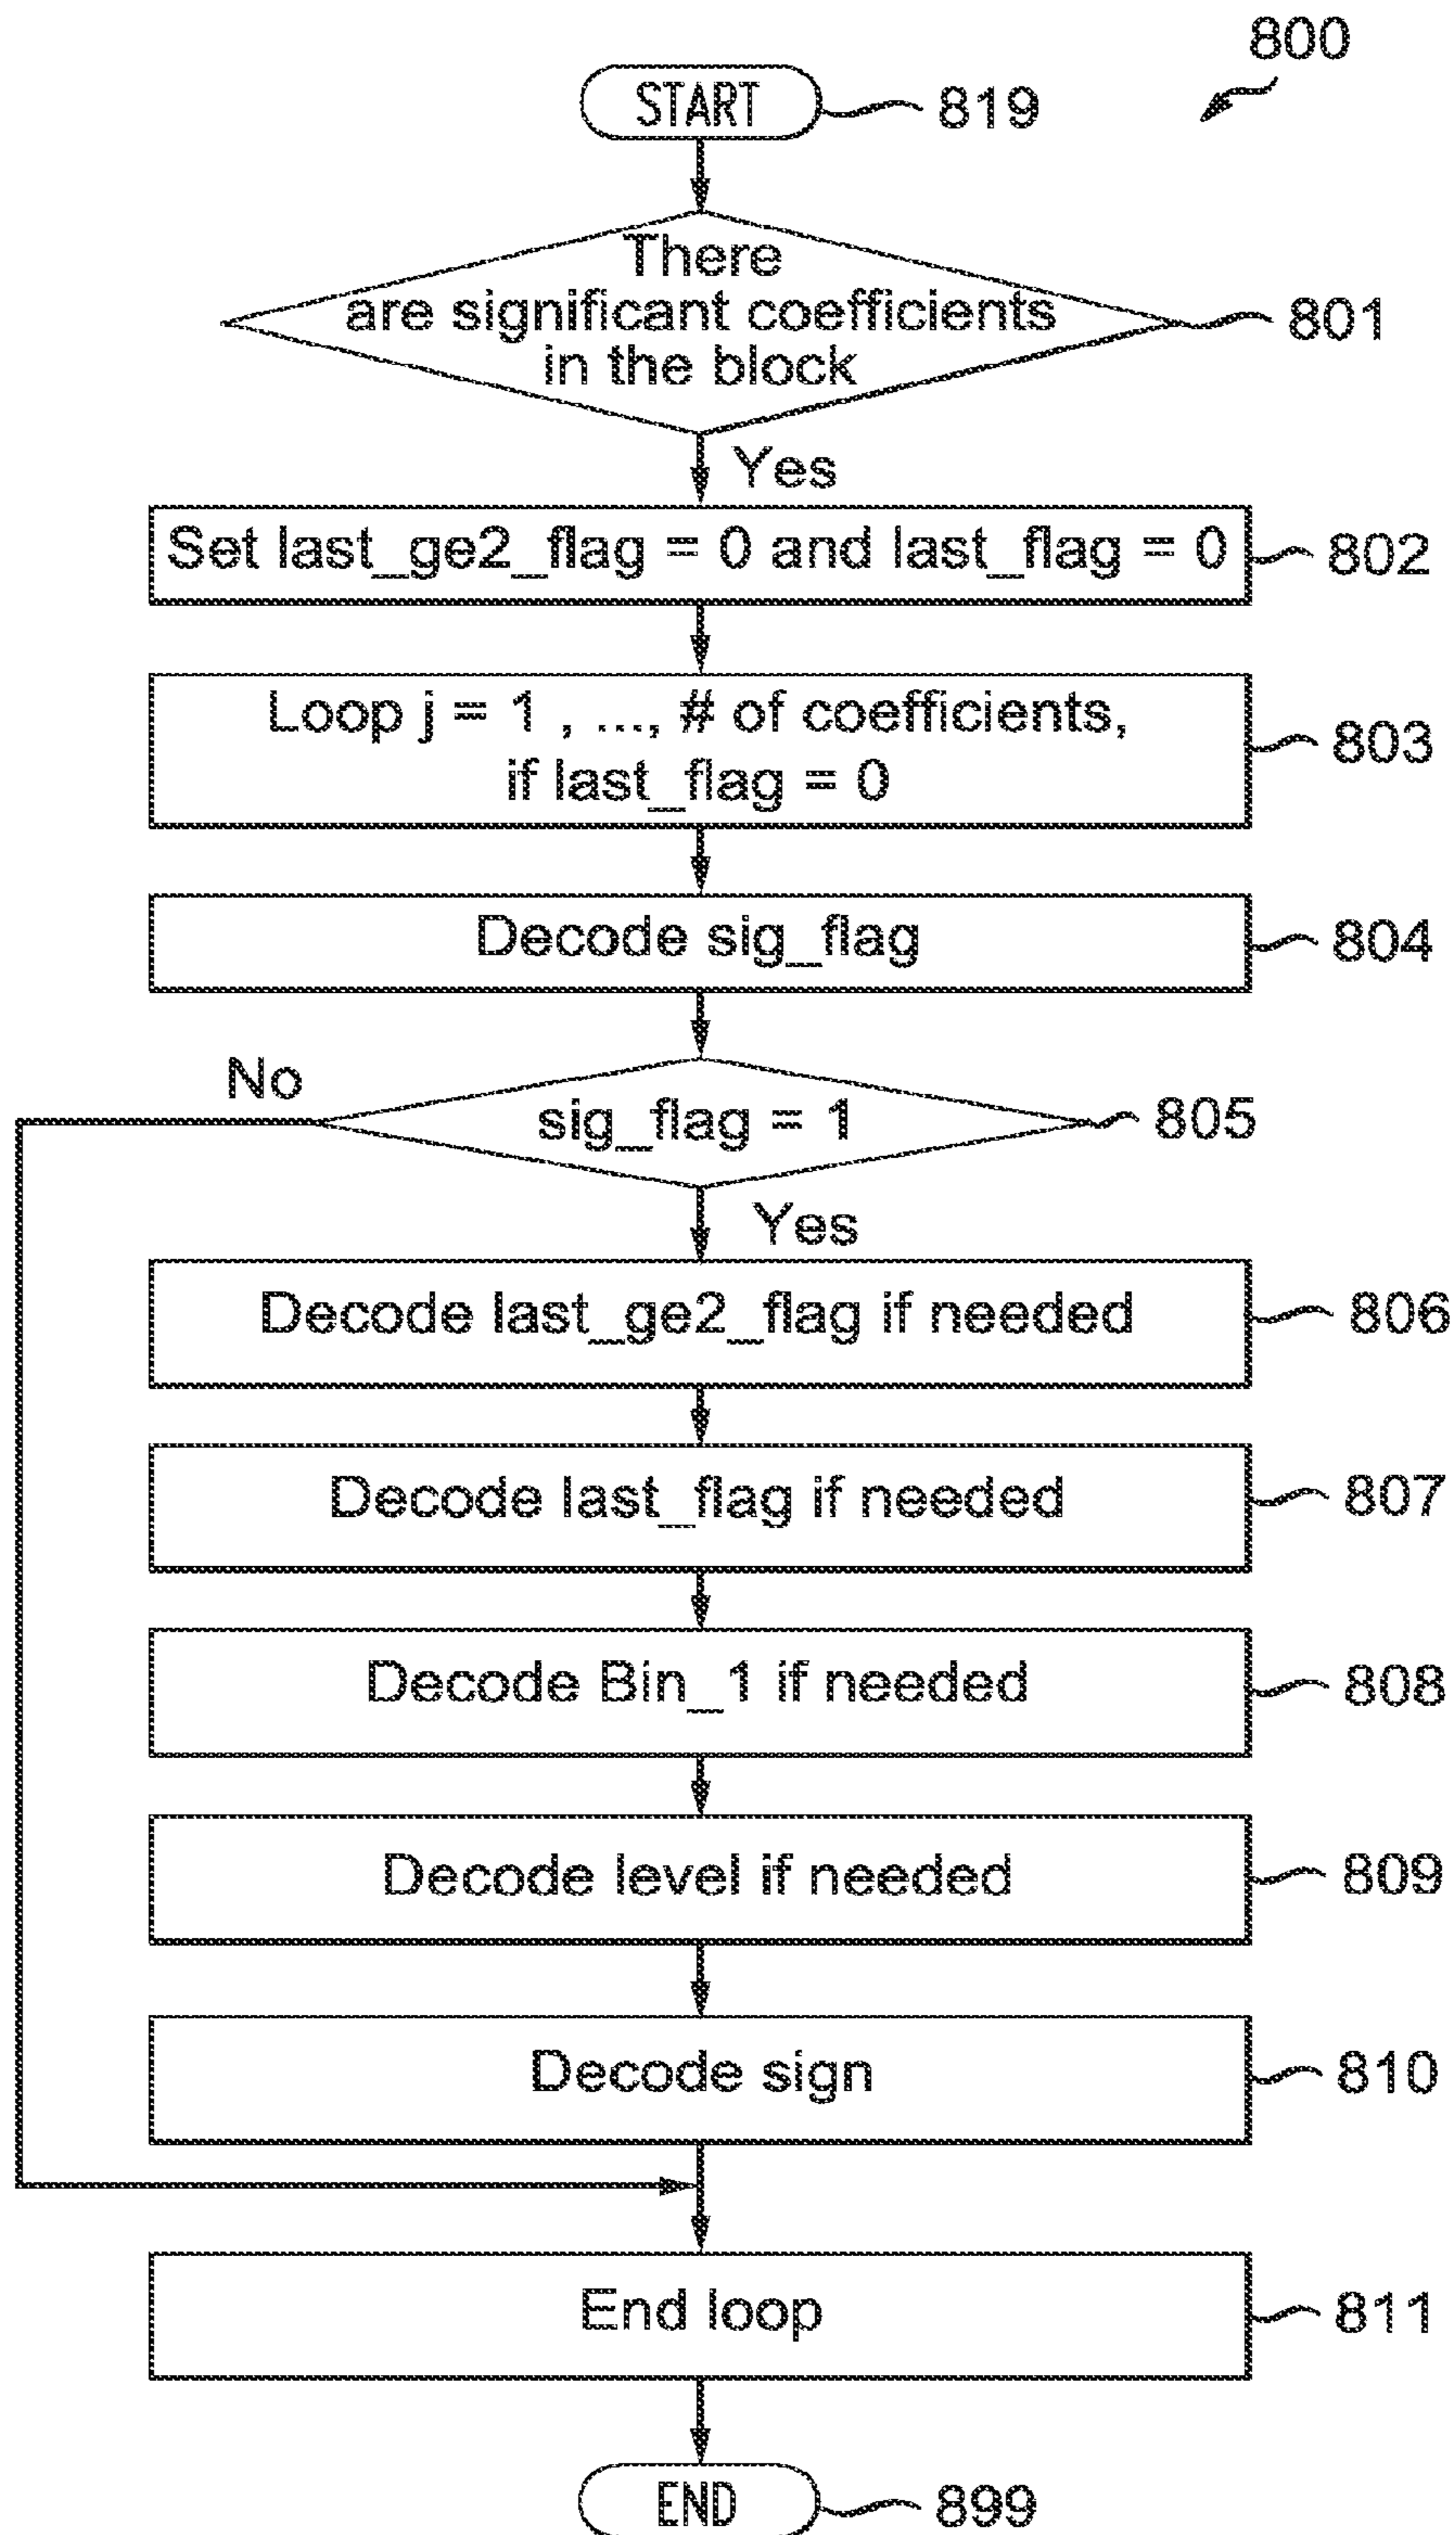 800
START
819
There
are significant coefficients
in the block
801
Yes
Set last_ge2_flag = 0 and last_flag = 0
802
Loop j = 1 , ..., # of coefficients,
if last_flag = 0
803
Decode sig_flag
804
No
sig_flag = 1
805
Yes
Decode last_ge2_flag if needed
806
Decode last_flag if needed
807
Decode Bin_1 if needed
808
Decode level if needed
809
Decode sign
810
End loop
811
END
899